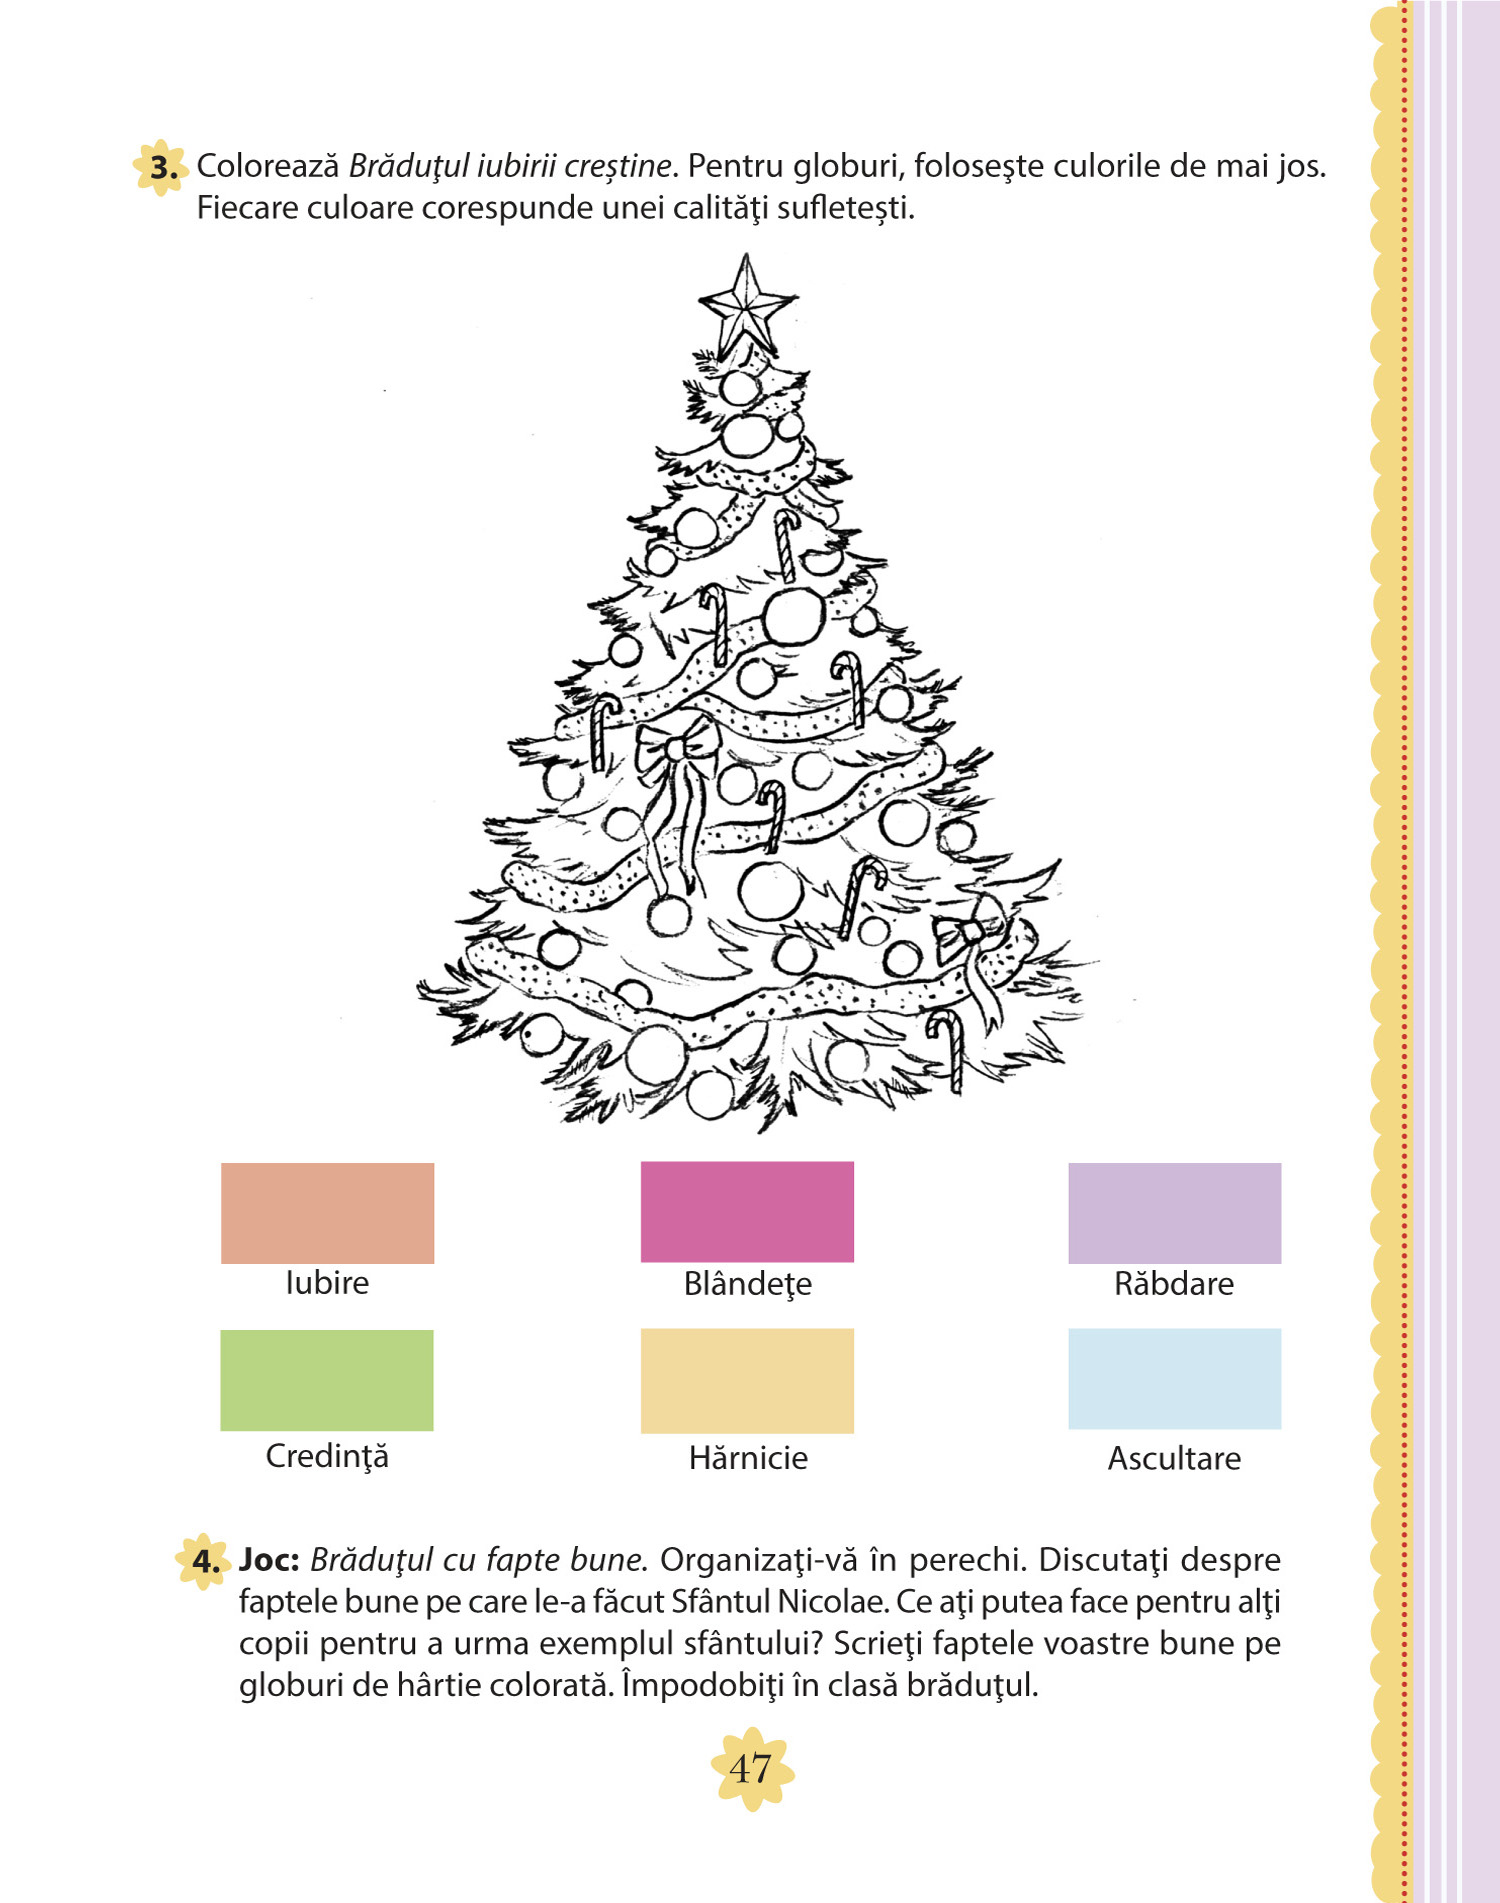 3. Colorează Brăduţul iubirii creștine. Pentru globuri, foloseşte culorile de mai jos.
Fiecare culoare corespunde unei calităţi sufletești.
Iubire
Blândeţe
Răbdare
Credinţă
Hărnicie
Ascultare
4. Joc: Brăduţul cu fapte bune. Organizaţi-vă în perechi. Discutaţi despre
faptele bune pe care le-a făcut Sfântul Nicolae. Ce aţi putea face pentru alţi
copii pentru a urma exemplul sfântului? Scrieţi faptele voastre bune pe
globuri de hârtie colorată. Împodobiţi în clasă brăduţul.
47